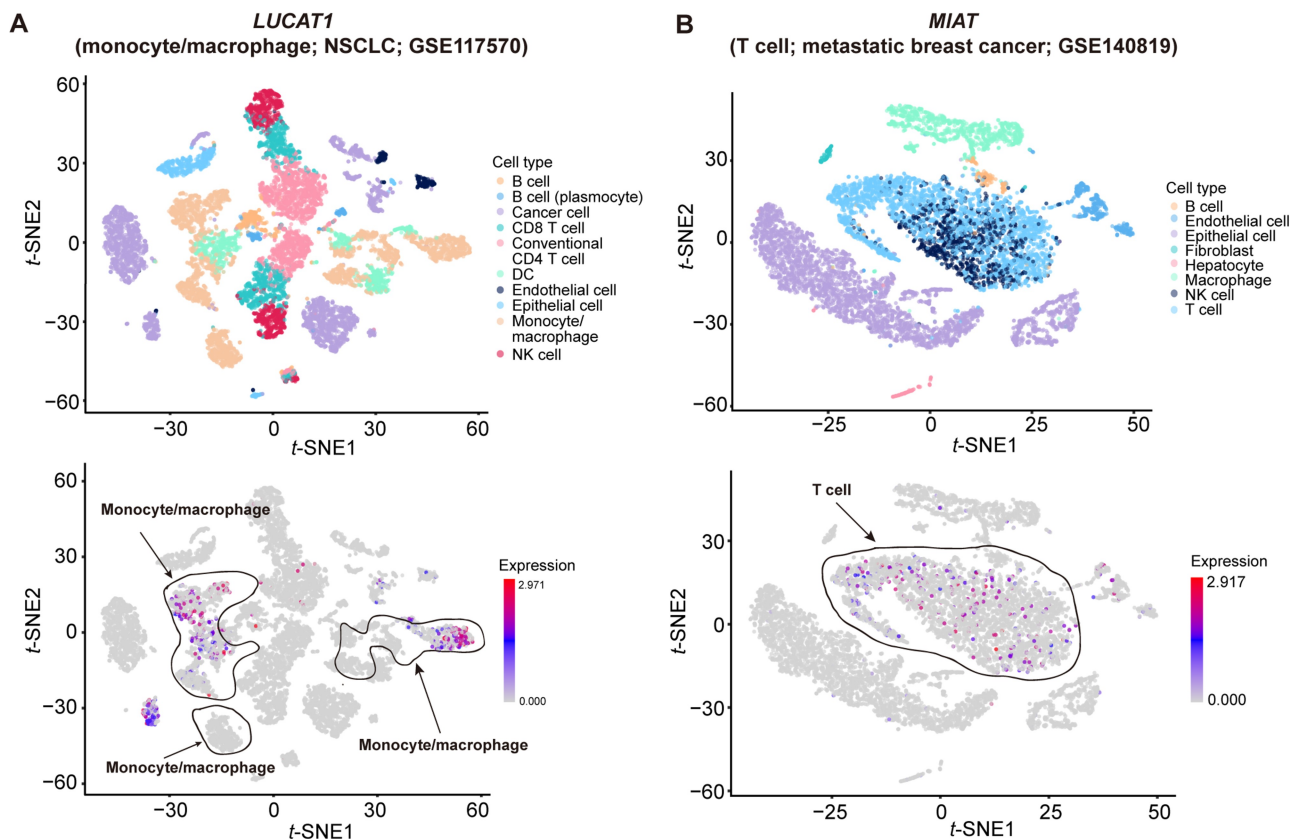 A
LUCAT1
(monocyte/macrophage; NSCLC; GSE117570)
60
30
0
−30
−60
t-SNE2
−30
0
30
60
t-SNE1
Cell type
B cell
B cell (plasmocyte)
Cancer cell
CD8 T cell
Conventional
CD4 T cell
DC
Endothelial cell
Epithelial cell
Monocyte/
macrophage
NK cell
60
30
0
−30
−60
t-SNE2
Monocyte/macrophage
Monocyte/macrophage
Monocyte/macrophage
−30
0
30
60
t-SNE1
Expression
2.971
0.000
B
MIAT
(T cell; metastatic breast cancer; GSE140819)
30
0
−30
−60
t-SNE2
−25
0
25
50
t-SNE1
Cell type
B cell
Endothelial cell
Epithelial cell
Fibroblast
Hepatocyte
Macrophage
NK cell
T cell
T cell
30
0
−30
−60
t-SNE2
−25
0
25
50
t-SNE1
Expression
2.917
0.000